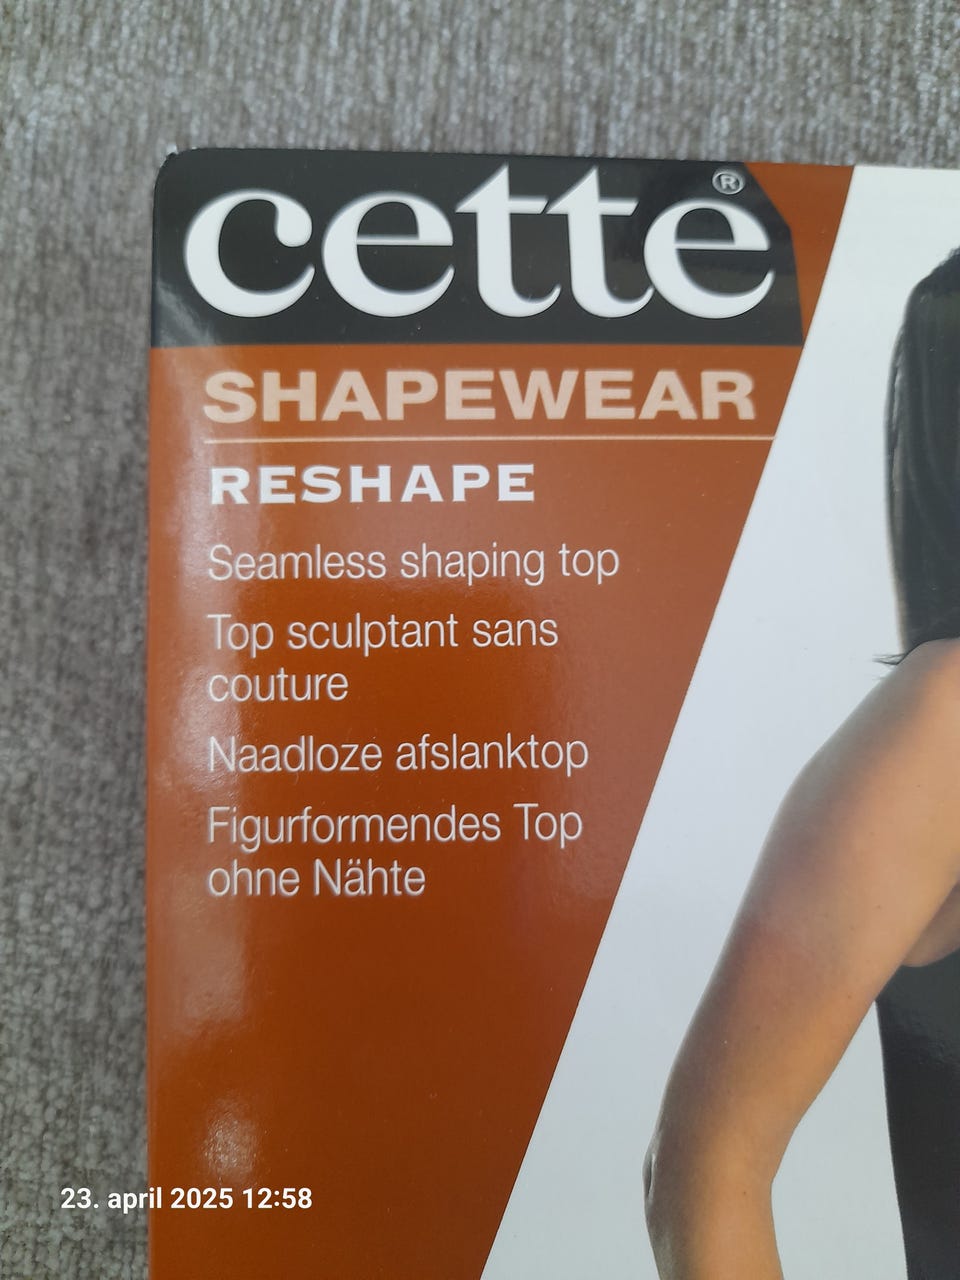 cette®
SHAPEWEAR
RESHAPE
Seamless shaping top
Top sculptant sans
couture
Naadloze afslanktop
Figurformendes Top
ohne Nähte
23. april 2025 12:58